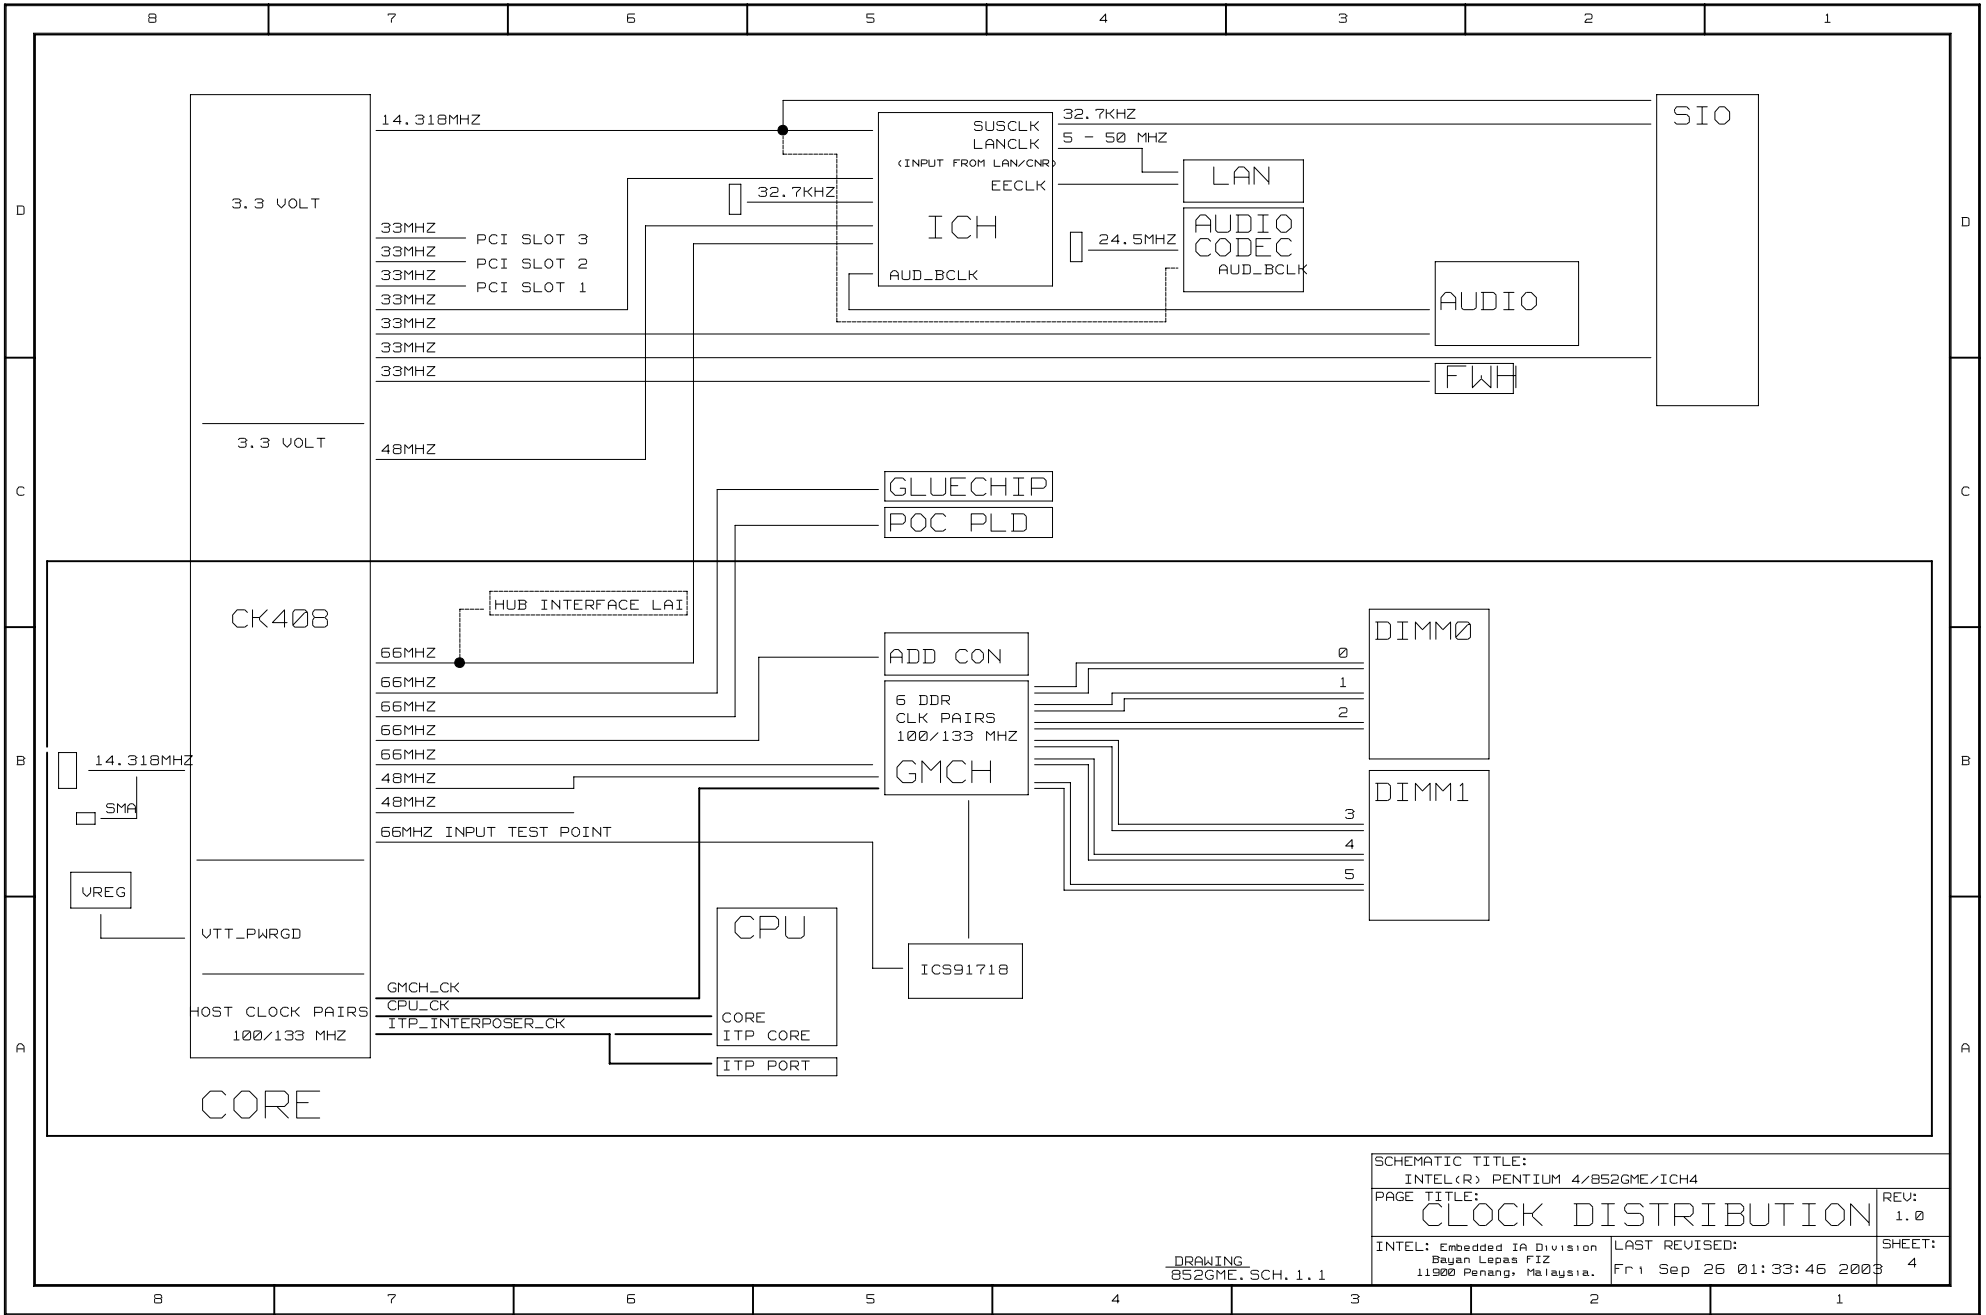 8 7 6 5 4 3 2 1
14.318MHZ
3.3 VOLT
33MHZ
PCI SLOT 3
33MHZ
PCI SLOT 2
33MHZ
PCI SLOT 1
33MHZ
33MHZ
33MHZ
33MHZ
3.3 VOLT
48MHZ
32.7KHZ
SUSCLK
LANCLK
(INPUT FROM LAN/CNR)
EECLK
ICH
AUD_BCLK
32.7KHZ
5 - 50 MHZ
LAN
24.5MHZ
AUDIO
CODEC
AUD_BCLK
AUDIO
FWH
SIO
D
D
C
C
GLUECHIP
POC PLD
CK408
HUB INTERFACE LAI
66MHZ
66MHZ
66MHZ
66MHZ
66MHZ
48MHZ
48MHZ
66MHZ INPUT TEST POINT
ADD CON
6 DDR
CLK PAIRS
100/133 MHZ
GMCH
0
1
2
DIMM0
DIMM1
3
4
5
B
B
14.318MHZ
SMA
VREG
VTT_PWRGD
CPU
CORE
ITP CORE
ITP PORT
ICS91718
GMCH_CK
CPU_CK
ITP_INTERPOSER_CK
HOST CLOCK PAIRS
100/133 MHZ
A
A
CORE
SCHEMATIC TITLE:
INTEL(R) PENTIUM 4/852GME/ICH4
PAGE TITLE:
CLOCK DISTRIBUTION
REV:
1.0
INTEL: Embedded IA Division
Bayan Lepas FIZ
11900 Penang, Malaysia.
LAST REVISED:
Fri Sep 26 01:33:46 2003
SHEET:
4
DRAWING
852GME.SCH.1.1
8 7 6 5 4 3 2 1